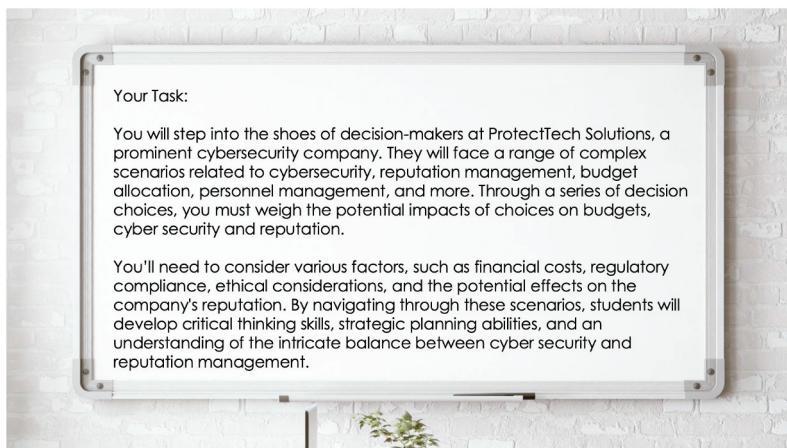 Your Task:
You will step into the shoes of decision-makers at ProtectTech Solutions, a
prominent cybersecurity company. They will face a range of complex
scenarios related to cybersecurity, reputation management, budget
allocation, personnel management, and more. Through a series of decision
choices, you must weigh the potential impacts of choices on budgets,
cyber security and reputation.
You'll need to consider various factors, such as financial costs, regulatory
compliance, ethical considerations, and the potential effects on the
company's reputation. By navigating through these scenarios, students will
develop critical thinking skills, strategic planning abilities, and an
understanding of the intricate balance between cyber security and
reputation management.